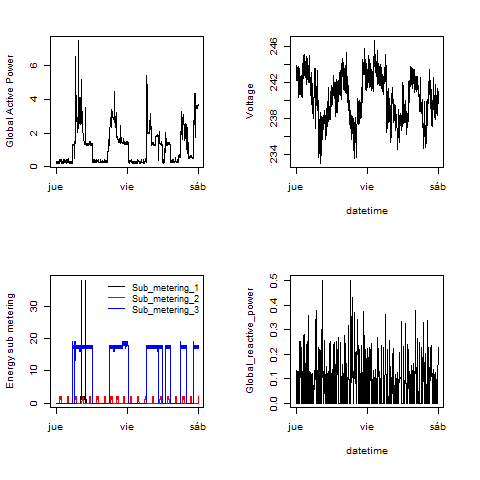 Global Active Power
6
4
2
0
jue vie sáb
Voltage
246
242
238
234
jue vie sáb
datetime
Energy sub metering
30
20
10
0
Sub_metering_1
Sub_metering_2
Sub_metering_3
jue vie sáb
Global_reactive_power
0.5
0.4
0.3
0.2
0.1
0.0
jue vie sáb
datetime